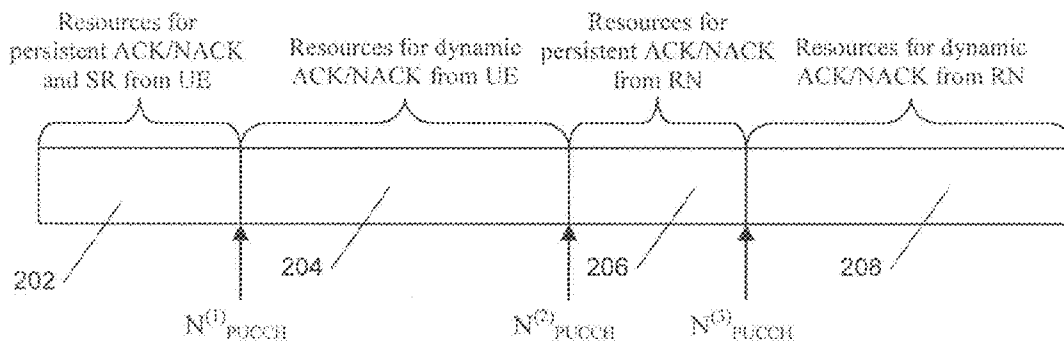 Resources for
persistent ACK/NACK
and SR from UE
Resources for dynamic
ACK/NACK from UE
Resources for
persistent ACK/NACK
from RN
Resources for dynamic
ACK/NACK from RN
202
204
206
208
N(1)PUCCH
N(2)PUCCH
N(3)PUCCH